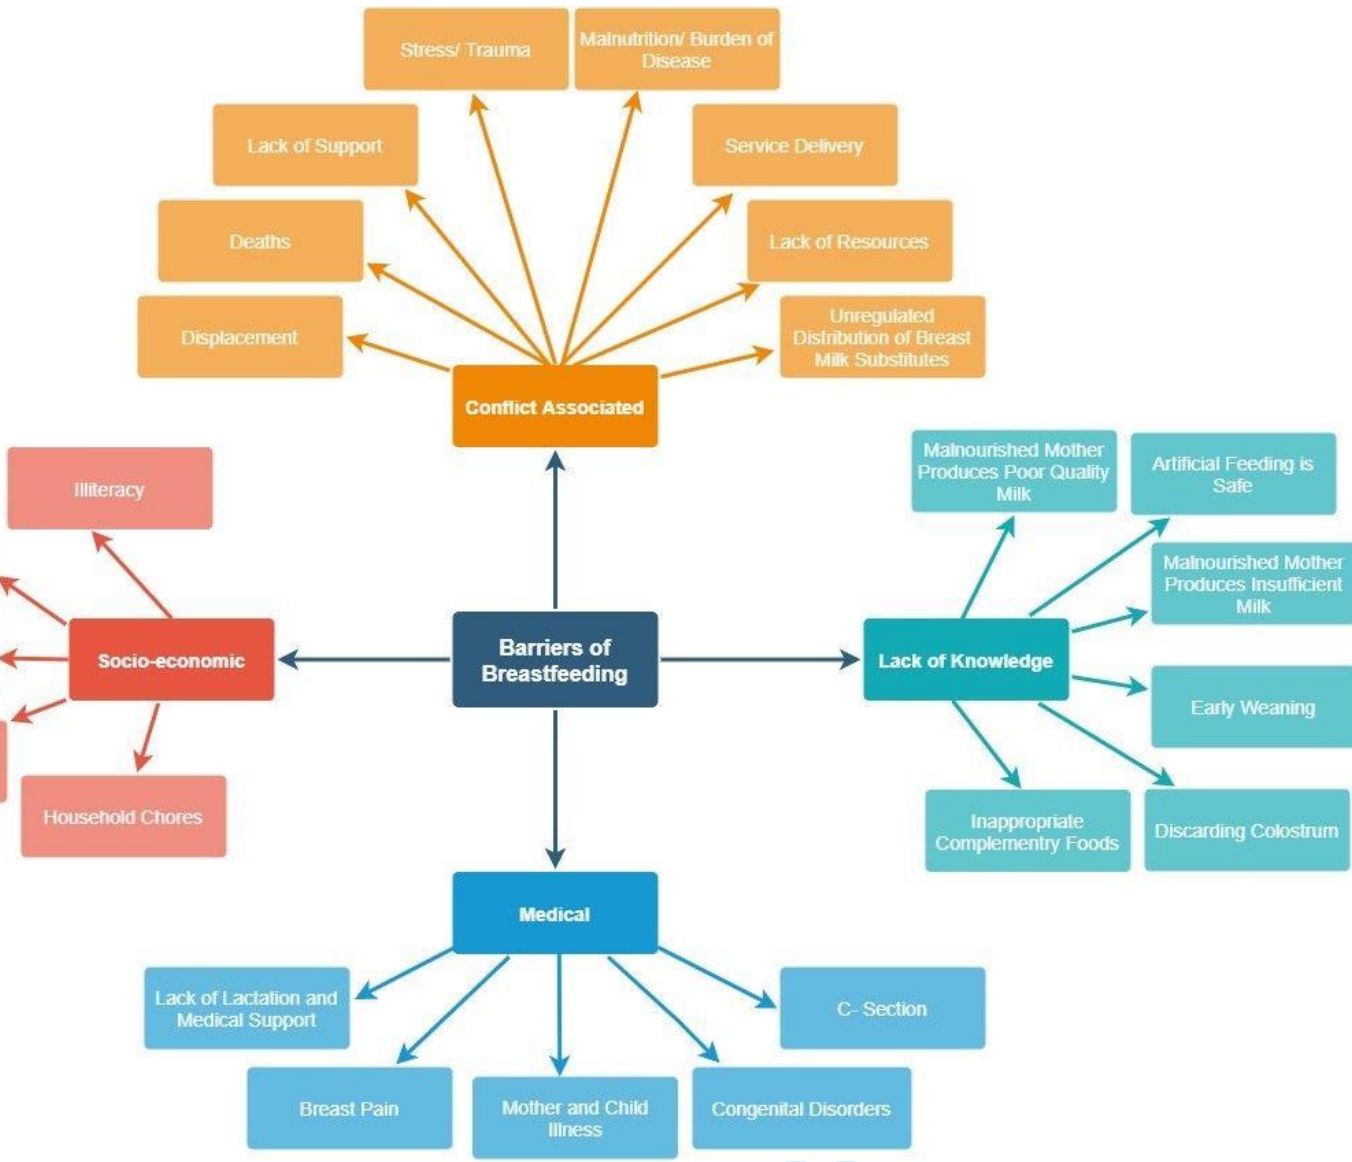 Stress/ Trauma
Malnutrition/ Burden of
Disease
Lack of Support
Service Delivery
Deaths
Lack of Resources
Displacement
Unregulated
Distribution of Breast
Milk Substitutes
Conflict Associated
Illiteracy
Malnourished Mother
Produces Poor Quality
Milk
Artificial Feeding is
Safe
Malnourished Mother
Produces Insufficient
Milk
Socio-economic
Barriers of
Breastfeeding
Lack of Knowledge
Early Weaning
Household Chores
Inappropriate
Complementry Foods
Discarding Colostrum
Medical
Lack of Lactation and
Medical Support
C- Section
Breast Pain
Mother and Child
Illness
Congenital Disorders